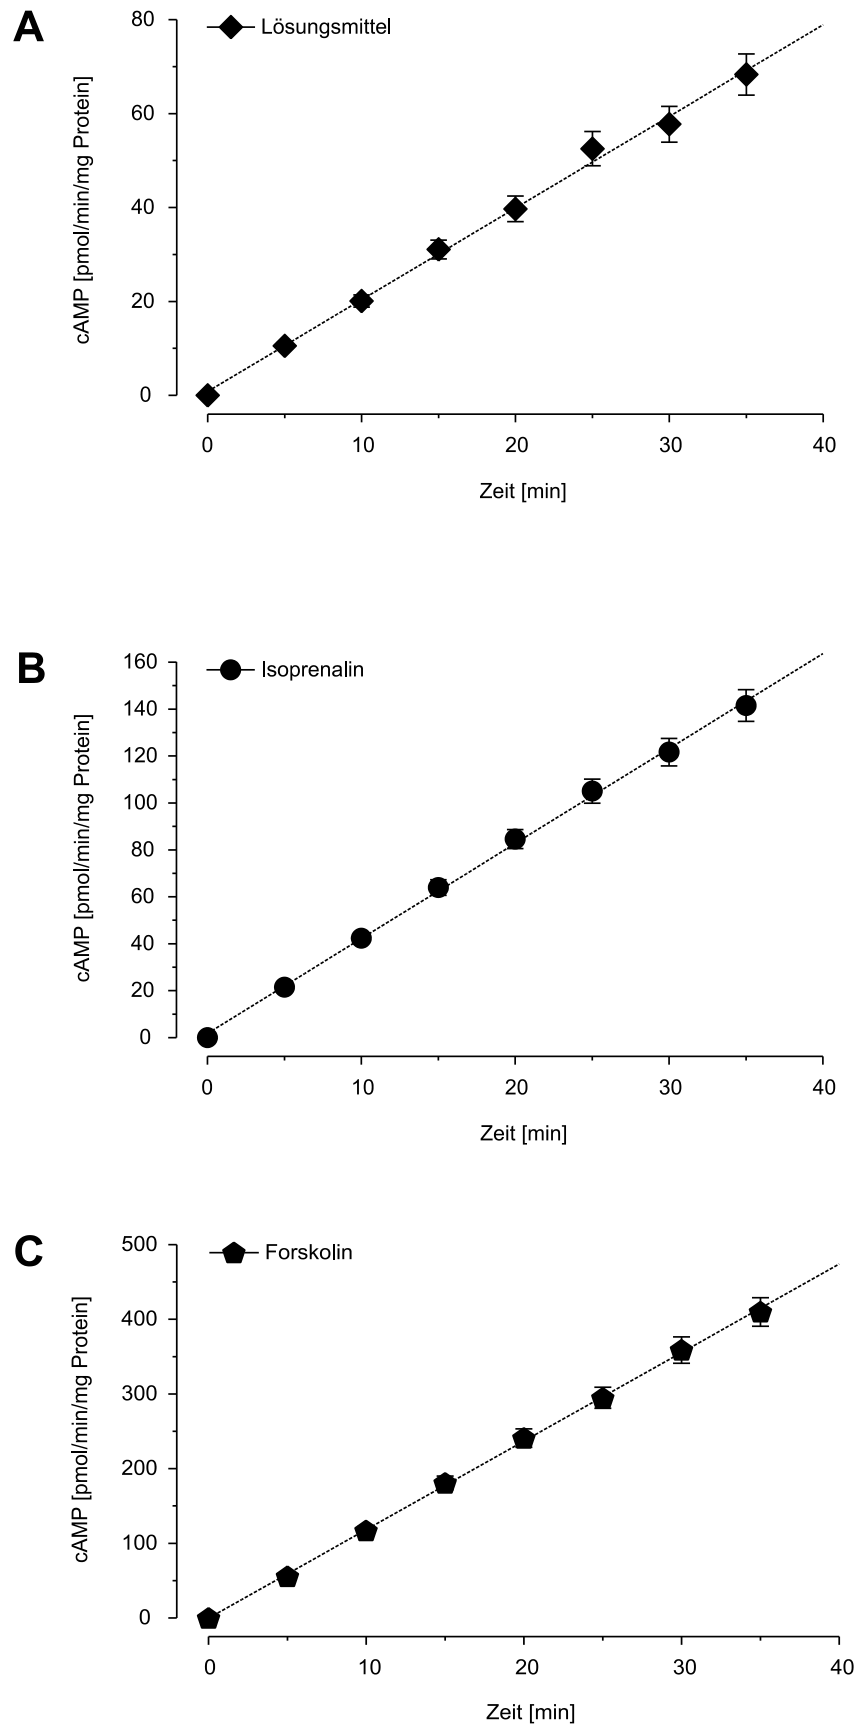 A
Lösungsmittel
cAMP [pmol/min/mg Protein]
80
60
40
20
0
0 10 20 30 40
Zeit [min]
B
Isoprenalin
cAMP [pmol/min/mg Protein]
160
140
120
100
80
60
40
20
0
0 10 20 30 40
Zeit [min]
C
Forskolin
cAMP [pmol/min/mg Protein]
500
400
300
200
100
0
0 10 20 30 40
Zeit [min]